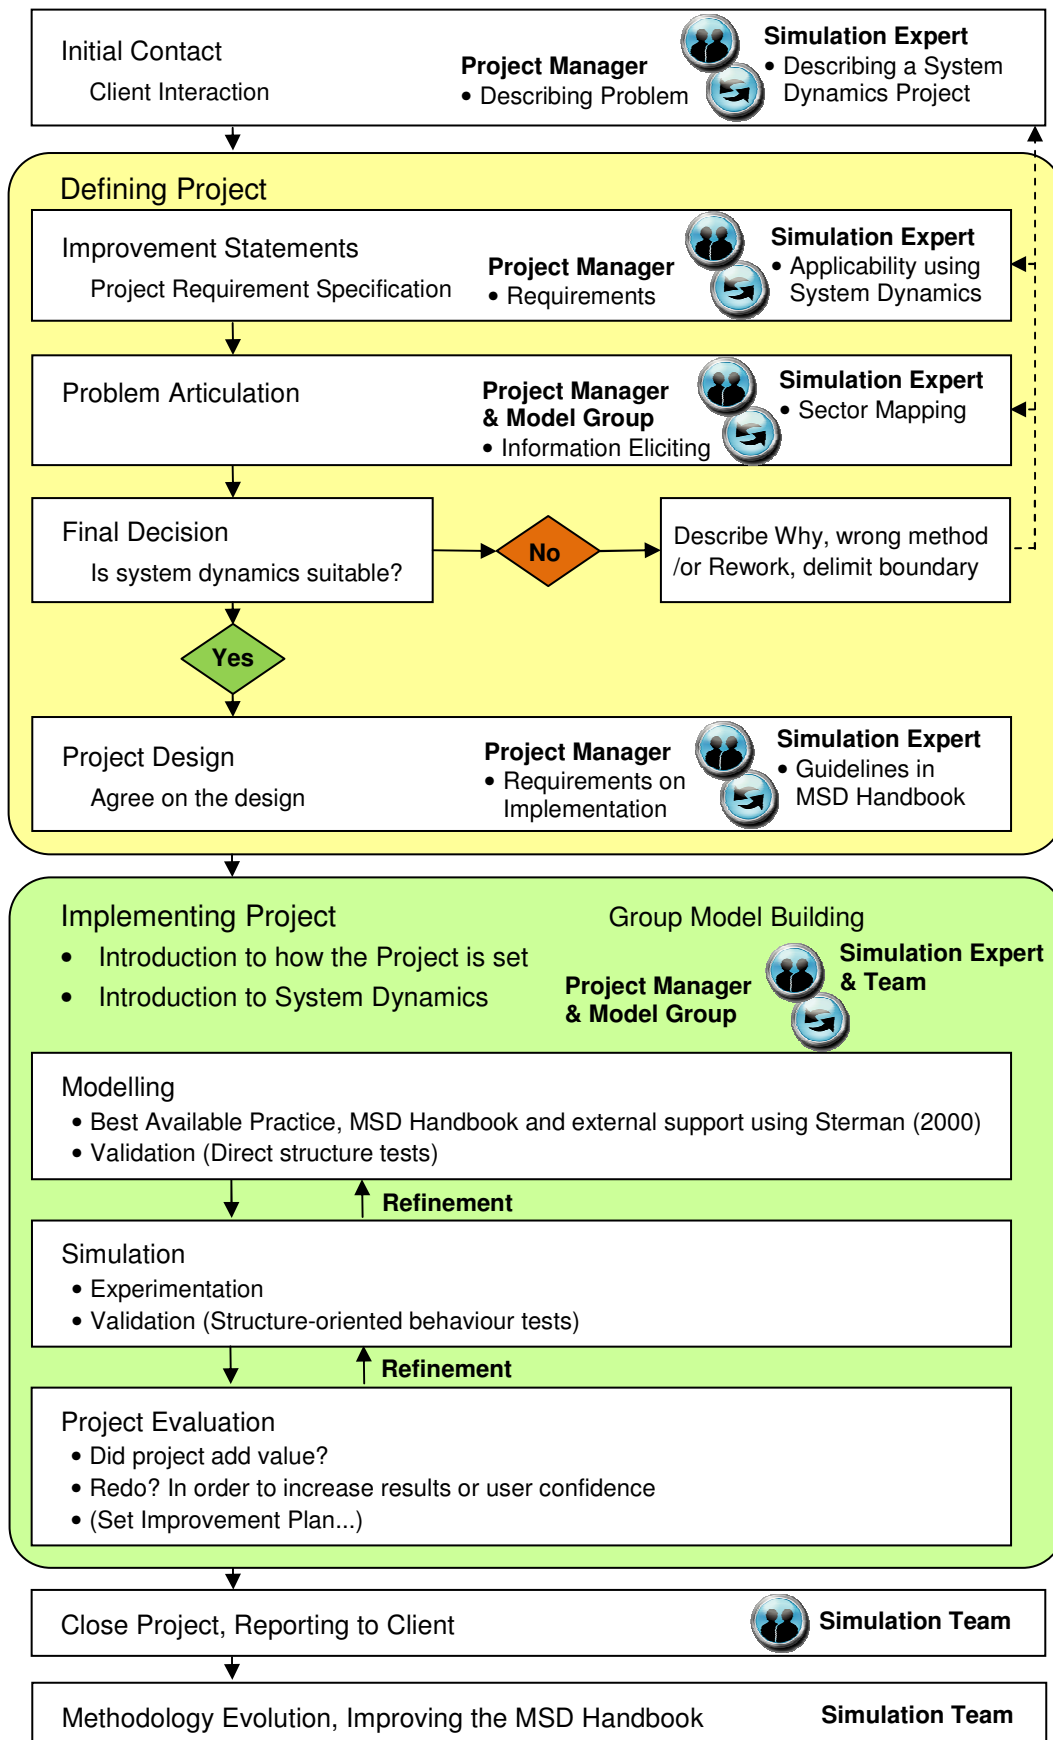 Initial Contact
Client Interaction
Project Manager
• Describing Problem
Simulation Expert
• Describing a System
Dynamics Project
Defining Project
Improvement Statements
Project Requirement Specification
Project Manager
• Requirements
Simulation Expert
• Applicability using
System Dynamics
Problem Articulation
Project Manager
& Model Group
• Information Eliciting
Simulation Expert
• Sector Mapping
Final Decision
Is system dynamics suitable?
No
Describe Why, wrong method
/or Rework, delimit boundary
Yes
Project Design
Agree on the design
Project Manager
• Requirements on
Implementation
Simulation Expert
• Guidelines in
MSD Handbook
Implementing Project
• Introduction to how the Project is set
• Introduction to System Dynamics
Group Model Building
Project Manager
& Model Group
Simulation Expert
& Team
Modelling
• Best Available Practice, MSD Handbook and external support using Sterman (2000)
• Validation (Direct structure tests)
Refinement
Simulation
• Experimentation
• Validation (Structure-oriented behaviour tests)
Refinement
Project Evaluation
• Did project add value?
• Redo? In order to increase results or user confidence
• (Set Improvement Plan...)
Close Project, Reporting to Client
Simulation Team
Methodology Evolution, Improving the MSD Handbook
Simulation Team